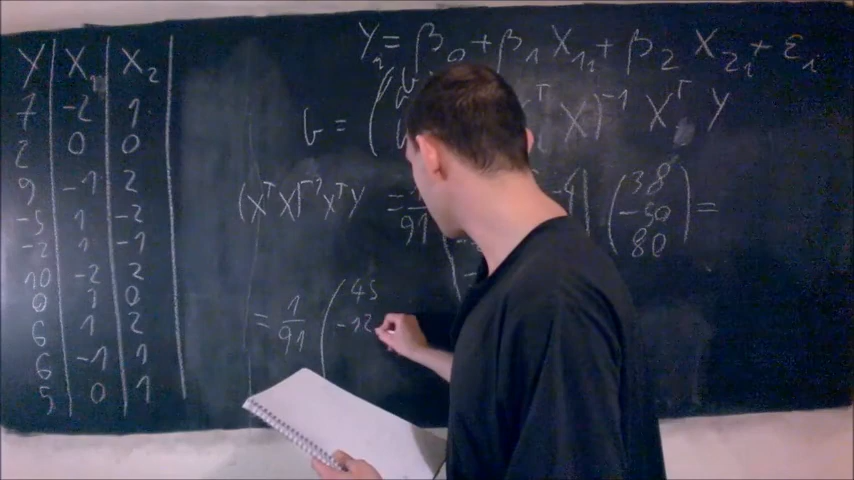 Y X₁ X₂
7 -2 1
2 0 0
9 -1 2
-5 1 -2
-2 1 -1
10 -2 2
0 1 0
6 1 2
6 -1 1
5 0 1
Yᵢ = β₀ + β₁ X₁ᵢ + β₂ X₂ᵢ + εᵢ
b = ( X)⁻¹ Xᵀ Y
(XᵀX)⁻¹XᵀY = 1/91 -4 (38 -50 80) =
= 1/91 ( 45
-12